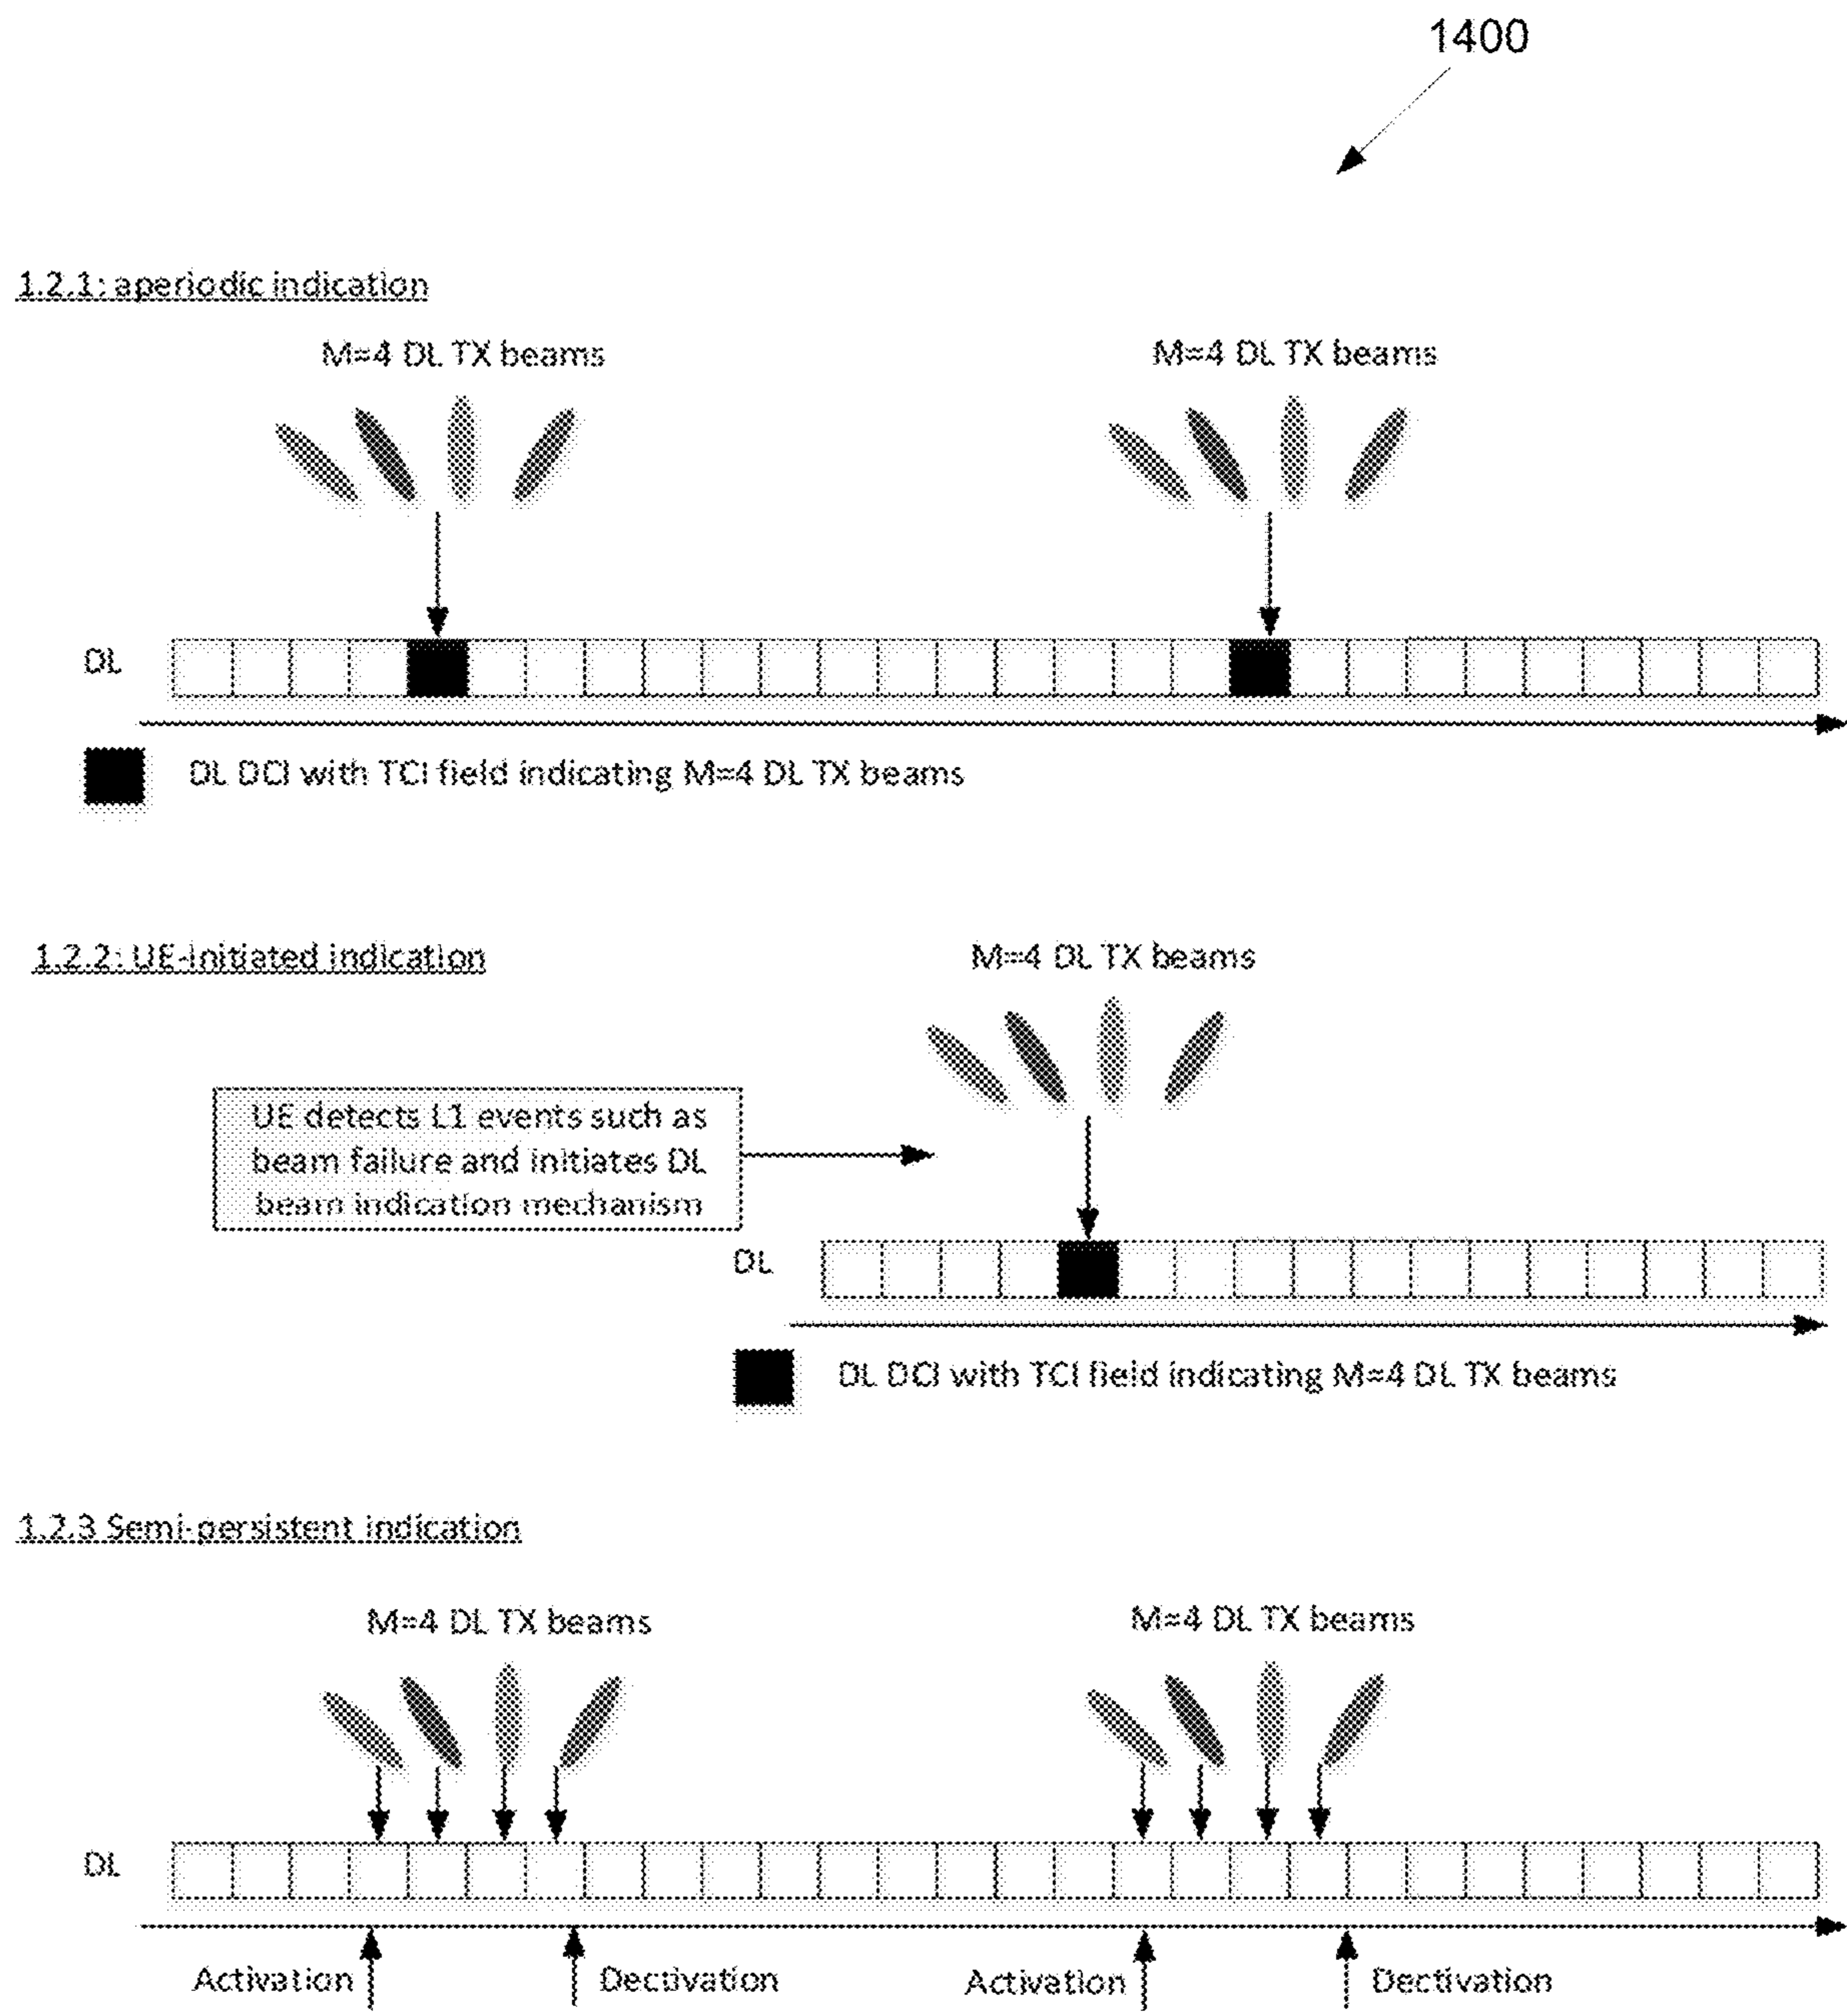 1400
1.2.1: aperiodic indication
M=4 DL TX beams
M=4 DL TX beams
DL
DL DCI with TCI field indicating M=4 DL TX beams
1.2.2: UE-initiated indication
M=4 DL TX beams
UE detects L1 events such as
beam failure and initiates DL
beam indication mechanism
DL
DL DCI with TCI field indicating M=4 DL TX beams
1.2.3 Semi-persistent indication
M=4 DL TX beams
M=4 DL TX beams
DL
Activation
Dectivation
Activation
Dectivation